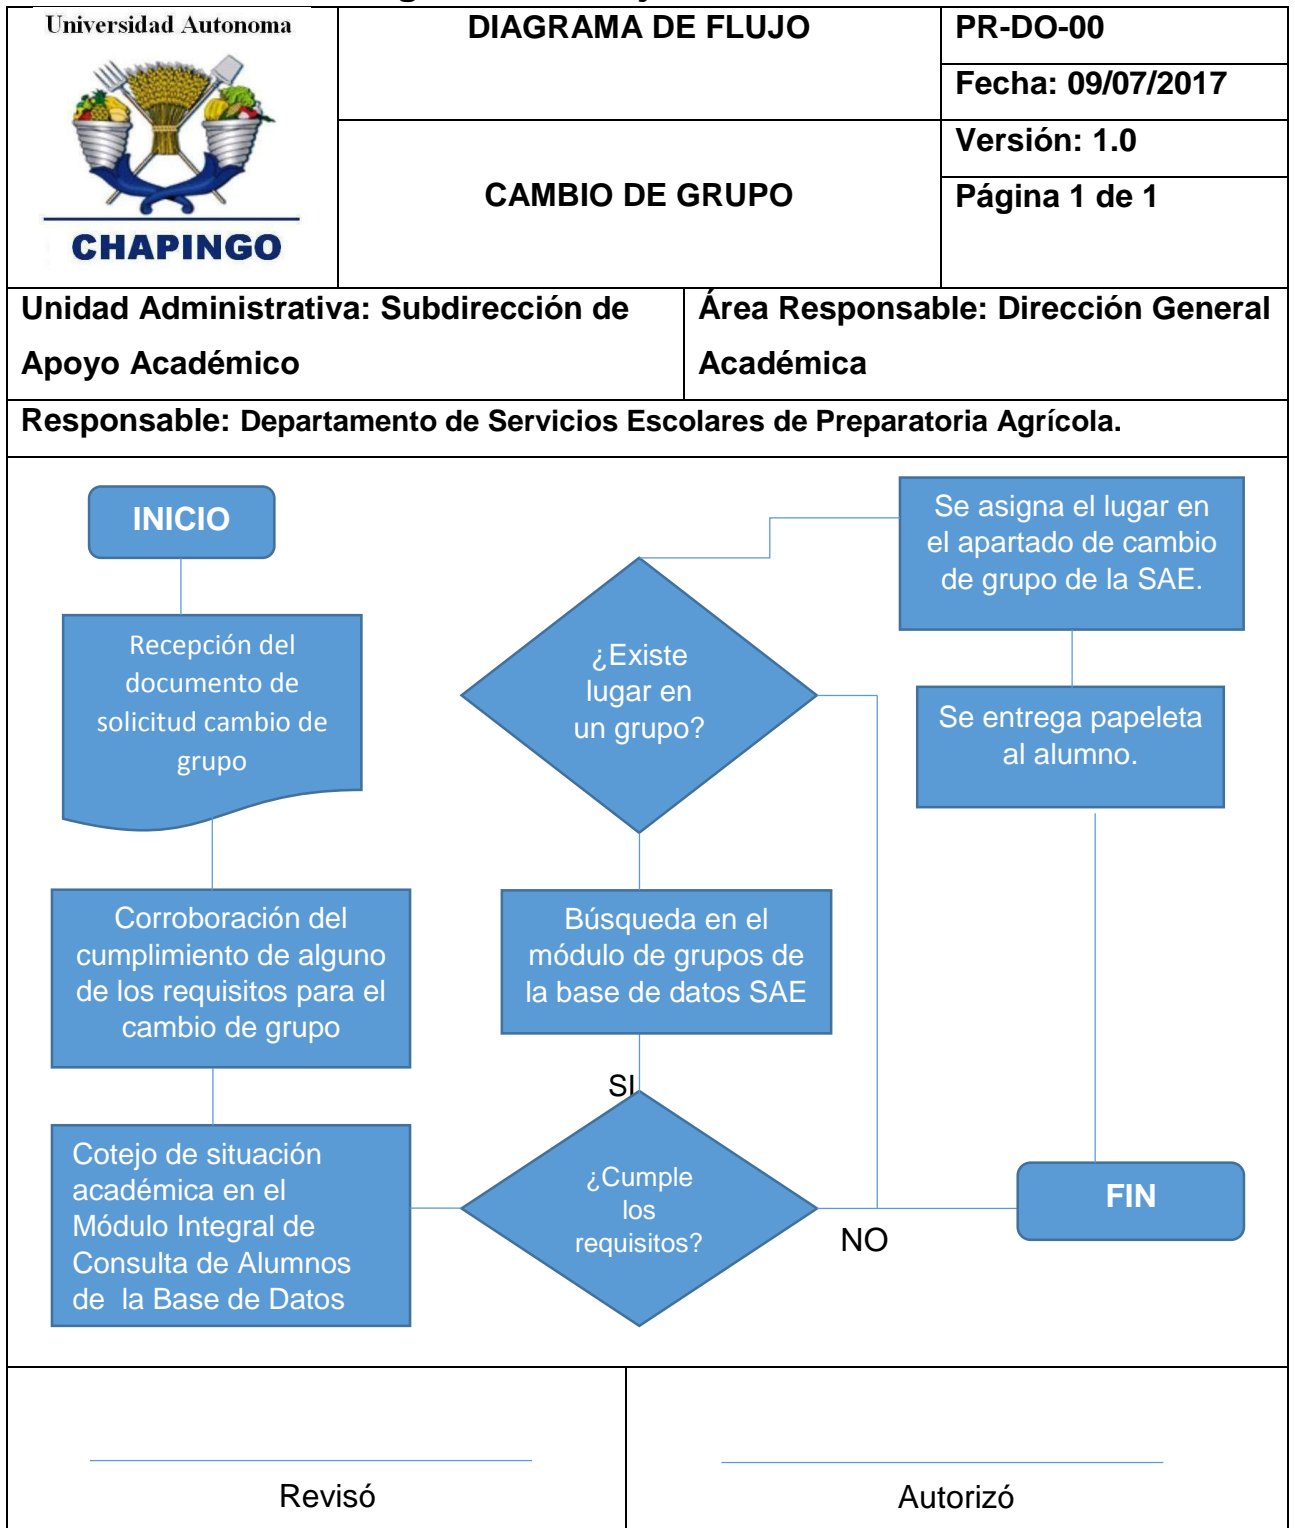 Universidad Autonoma
CHAPINGO
DIAGRAMA DE FLUJO
CAMBIO DE GRUPO
PR-DO-00
Fecha: 09/07/2017
Versión: 1.0
Página 1 de 1
Unidad Administrativa: Subdirección de
Apoyo Académico
Área Responsable: Dirección General
Académica
Responsable: Departamento de Servicios Escolares de Preparatoria Agrícola.
INICIO
Recepción del
documento de
solicitud cambio de
grupo
Corroboración del
cumplimiento de alguno
de los requisitos para el
cambio de grupo
Cotejo de situación
académica en el
Módulo Integral de
Consulta de Alumnos
de la Base de Datos
¿Cumple
los
requisitos?
SI
NO
Búsqueda en el
módulo de grupos de
la base de datos SAE
¿Existe
lugar en
un grupo?
Se asigna el lugar en
el apartado de cambio
de grupo de la SAE.
Se entrega papeleta
al alumno.
FIN
Revisó
Autorizó